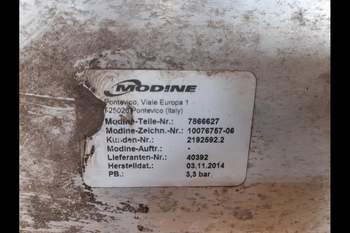 MODINE
Pontevico, Viale Europa 1
I-25026 Pontevico (Italy)
Modine-Teile-Nr.: 7866627
Modine-Zeichn.-Nr.: 10076757-06
Kunden-Nr.: 2192592.2
Modine-Auftr.: -
Lieferanten-Nr.: 40392
Herstelldat.: 03.11.2014
PB.: 3,3 bar